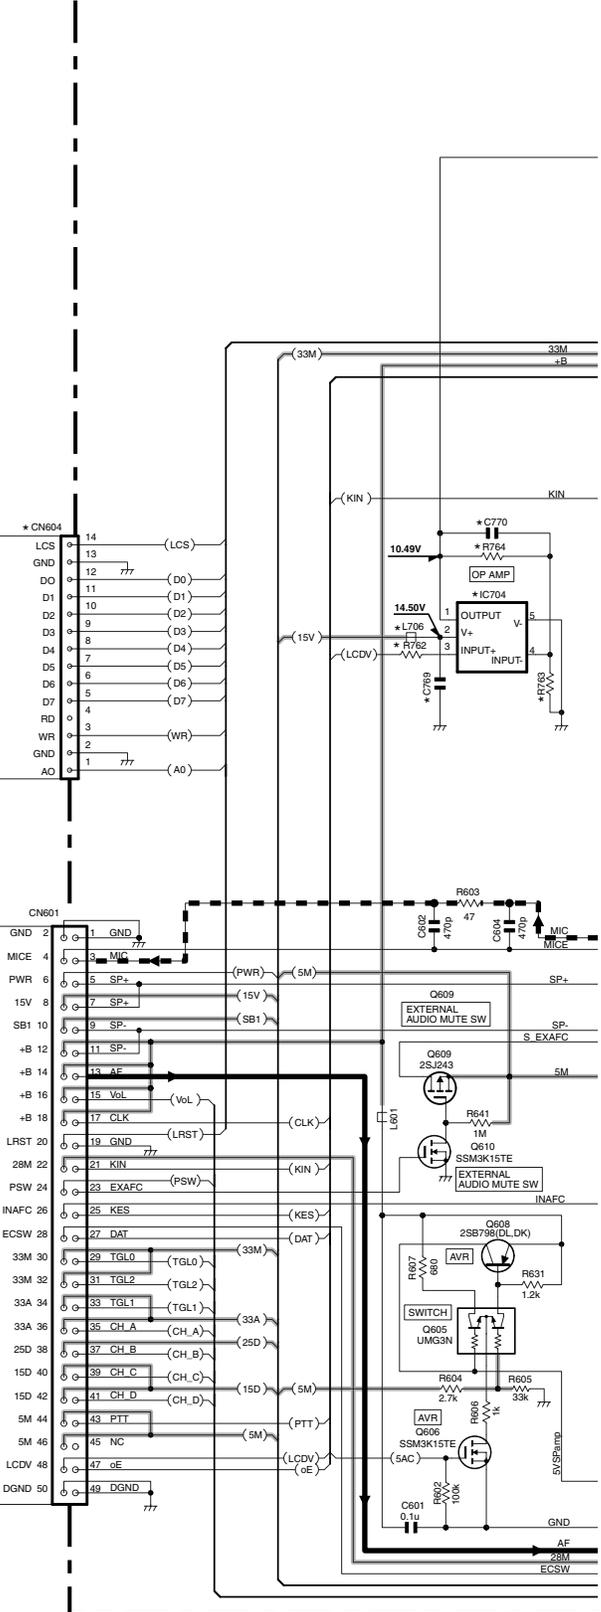 33M
(33M)
+B
(KIN)
KIN
* CN604
*C770
*R764
10.49V
OP AMP
*IC704
14 LCS (LCS)
13 GND
12 DO (D0)
11 D1 (D1)
10 D2 (D2)
9 D3 (D3)
8 D4 (D4)
7 D5 (D5)
6 D6 (D6)
5 D7 (D7)
4 RD
3 WR (WR)
2 GND
1 AO (A0)
14.50V
1 OUTPUT
V- 5
(15V) *L706 2 V+
(LCDV) * R762 3 INPUT+
INPUT- 4
*C769
*R763
R603
47
C602
470p
C604
470p
MIC
MICE
CN601
GND 2 1 GND
MICE 4 3 MIC
PWR 6 5 SP+ (PWR) (5M) SP+
15V 8 7 SP+ (15V)
SB1 10 9 SP- (SB1) SP-
+B 12 11 SP-
+B 14 13 AF
+B 16 15 VoL (VoL)
+B 18 17 CLK (CLK)
LRST 20 19 GND (LRST)
28M 22 21 KIN (KIN)
PSW 24 23 EXAFC (PSW)
INAFC 26 25 KES (KES)
ECSW 28 27 DAT (DAT)
33M 30 29 TGL0 (33M) (TGL0)
33M 32 31 TGL2 (TGL2)
33A 34 33 TGL1 (TGL1)
33A 36 35 CH_A (33A) (CH_A)
25D 38 37 CH_B (25D) (CH_B)
15D 40 39 CH_C (CH_C)
15D 42 41 CH_D (15D) (5M) (CH_D)
5M 44 43 PTT (PTT)
5M 46 45 NC (5M)
LCDV 48 47 oE (LCDV) (oE) (5AC)
DGND 50 49 DGND
Q609
EXTERNAL
AUDIO MUTE SW
S_EXAFC
Q609
2SJ243
5M
L601
R641
1M
Q610
SSM3K15TE
EXTERNAL
AUDIO MUTE SW
INAFC
Q608
2SB798(DL,DK)
AVR
R607
680
R631
1.2k
SWITCH
Q605
UMG3N
R604
2.7k
R605
33k
R606
1k
AVR
Q606
SSM3K15TE
5VSPamp
R602
100k
C601
0.1u
GND
AF
28M
ECSW